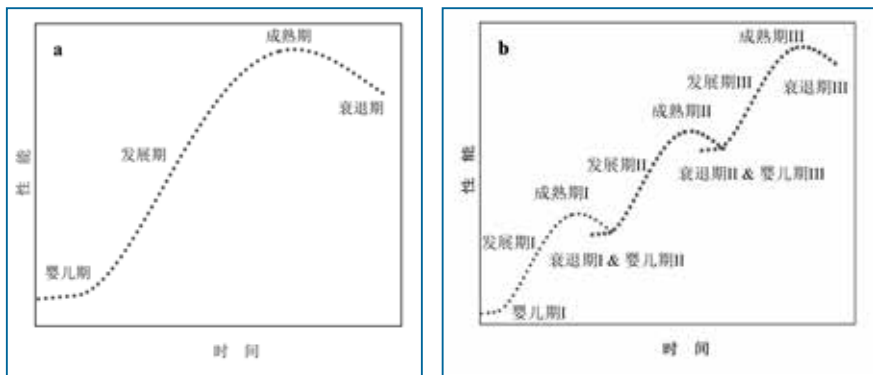 a
成熟期
衰退期
发展期
性 能
婴儿期
时 间
b
成熟期III
发展期III
衰退期III
成熟期II
发展期II
衰退期II & 婴儿期III
成熟期I
发展期I
衰退期I & 婴儿期II
性 能
婴儿期I
时 间